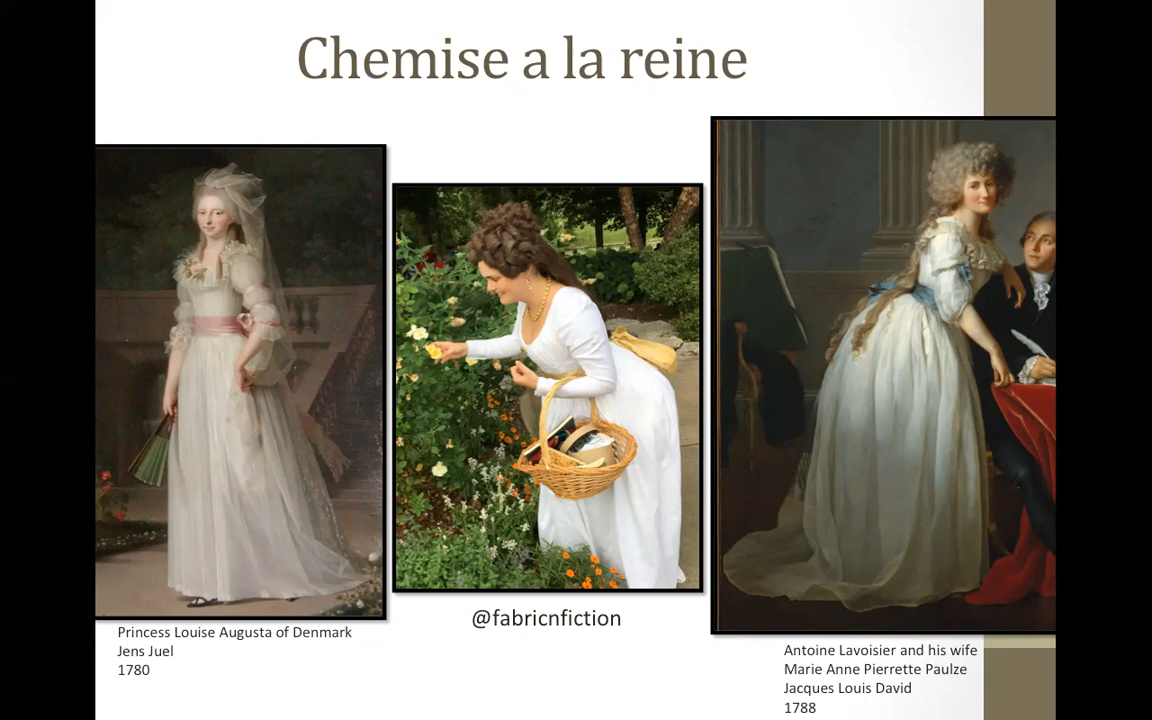 Chemise a la reine
Princess Louise Augusta of Denmark
Jens Juel
1780
@fabricnfiction
Antoine Lavoisier and his wife
Marie Anne Pierrette Paulze
Jacques Louis David
1788